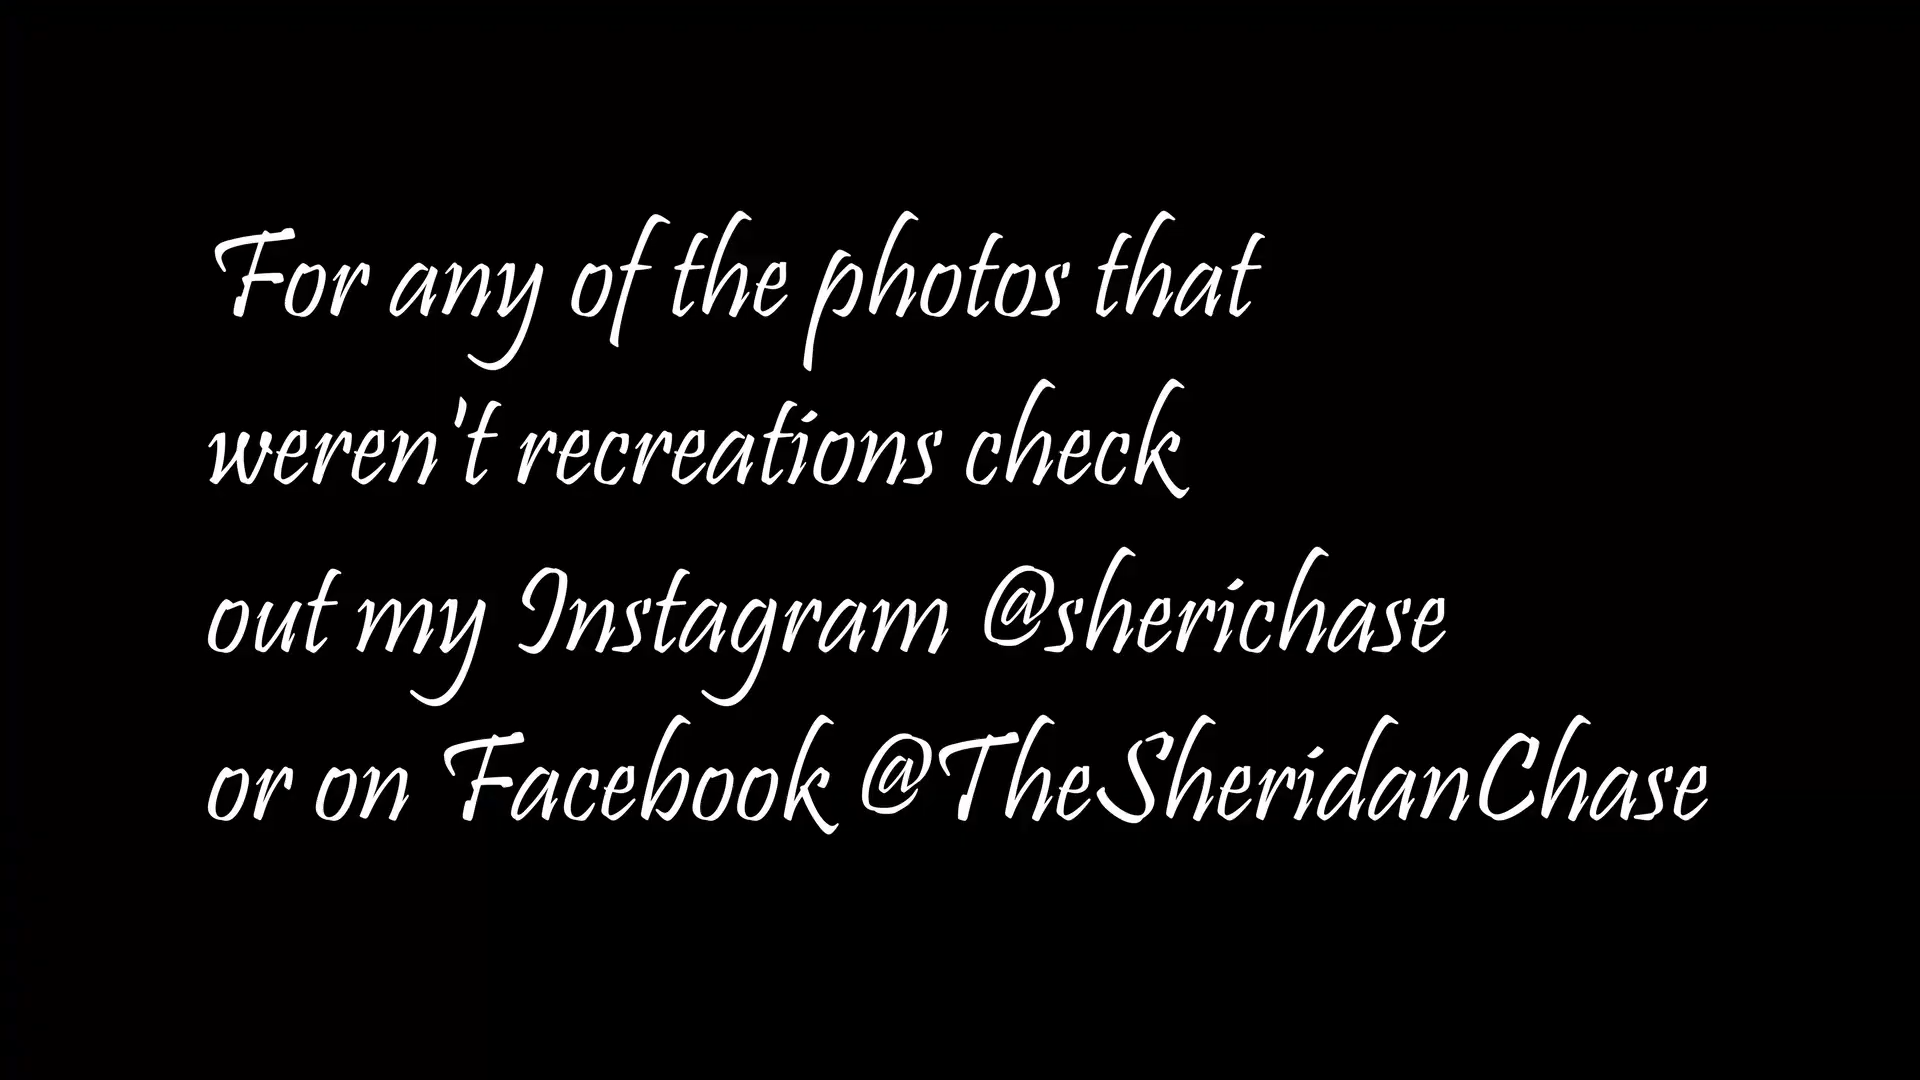 For any of the photos that
weren't recreations check
out my Instagram @sherichase
or on Facebook @TheSheridanChase